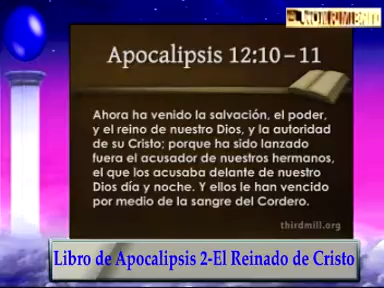 Apocalipsis 12:10–11
Ahora ha venido la salvación, el poder,
y el reino de nuestro Dios, y la autoridad
de su Cristo; porque ha sido lanzado
fuera el acusador de nuestros hermanos,
el que los acusaba delante de nuestro
Dios día y noche. Y ellos le han vencido
por medio de la sangre del Cordero.
thirdmill.org
Libro de Apocalipsis 2-El Reinado de Cristo